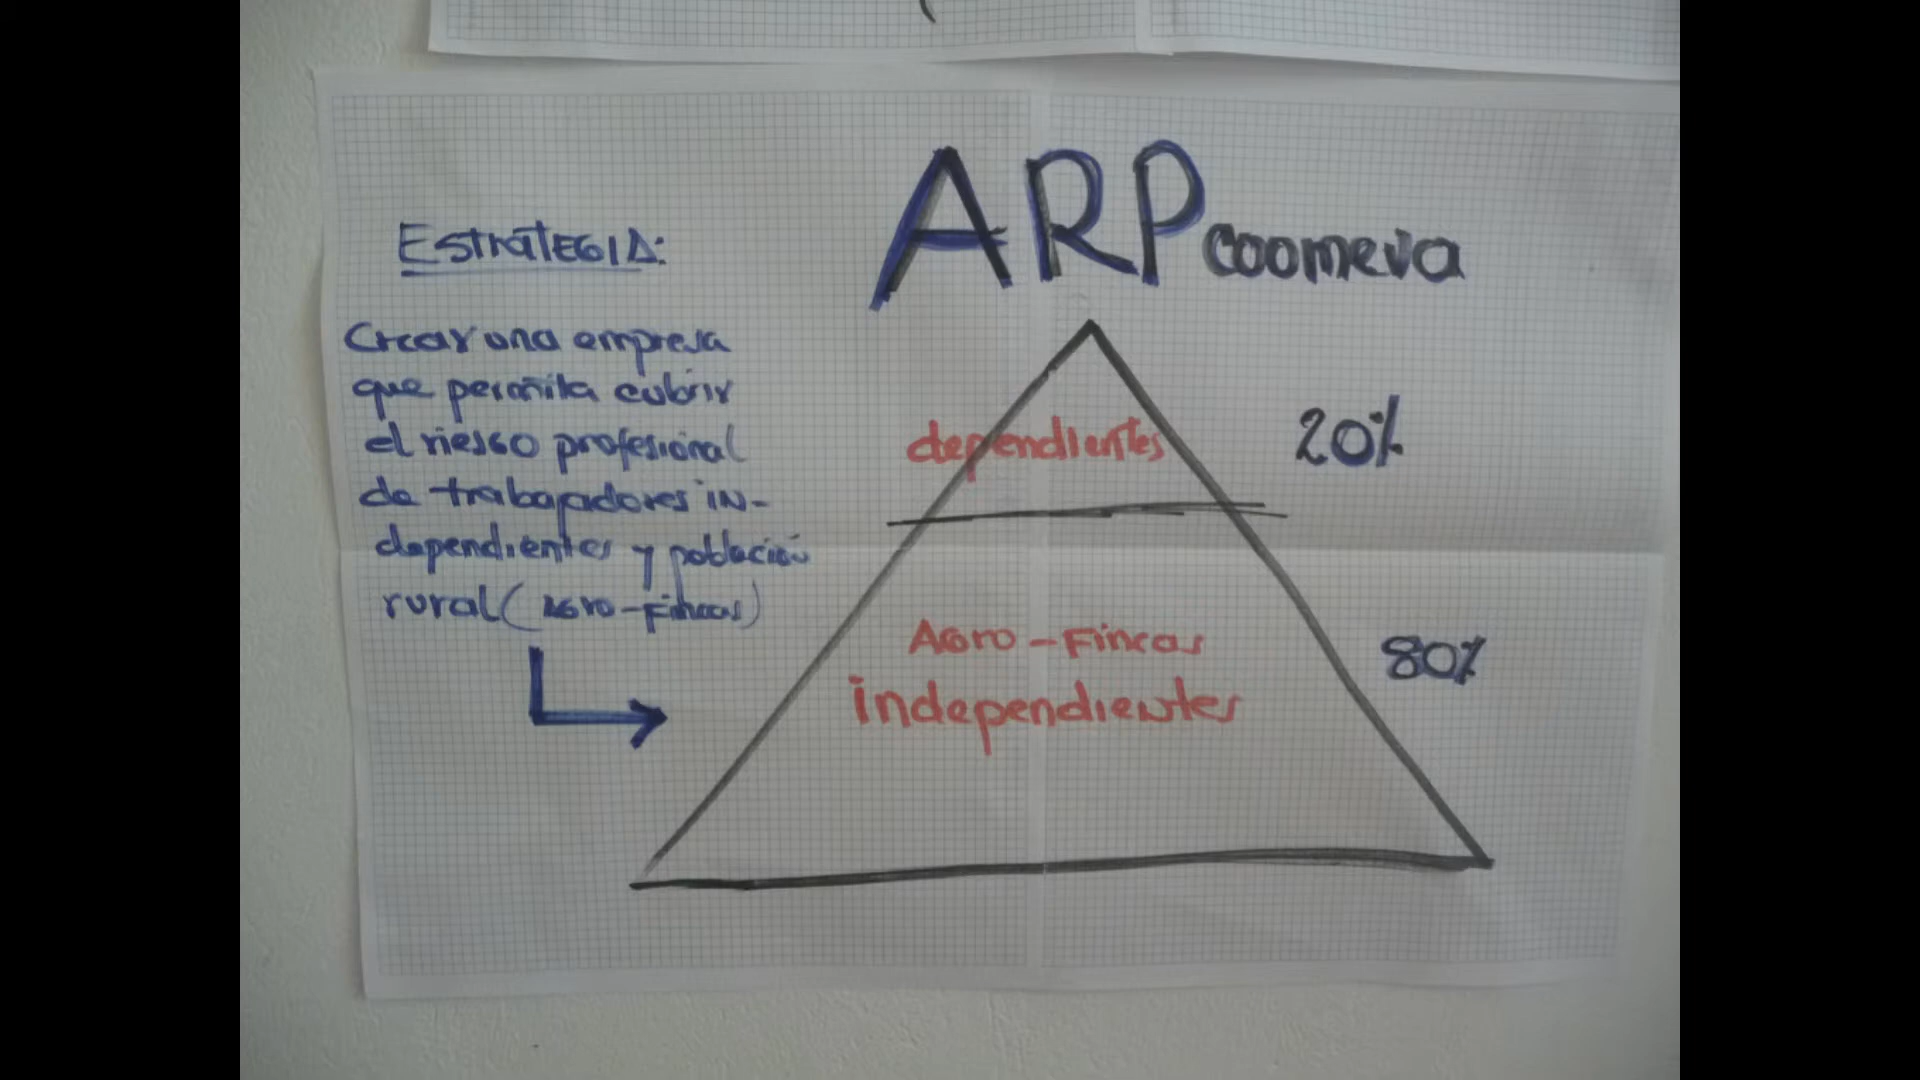 ARP coomeva
EstratEGIA:
Crear una empresa
que permita cubrir
el riesgo profesional
de trabajadores in-
dependientes y población
rural (Agro-Fincas)
dependientes
20%
Agro-Fincas
independientes
80%